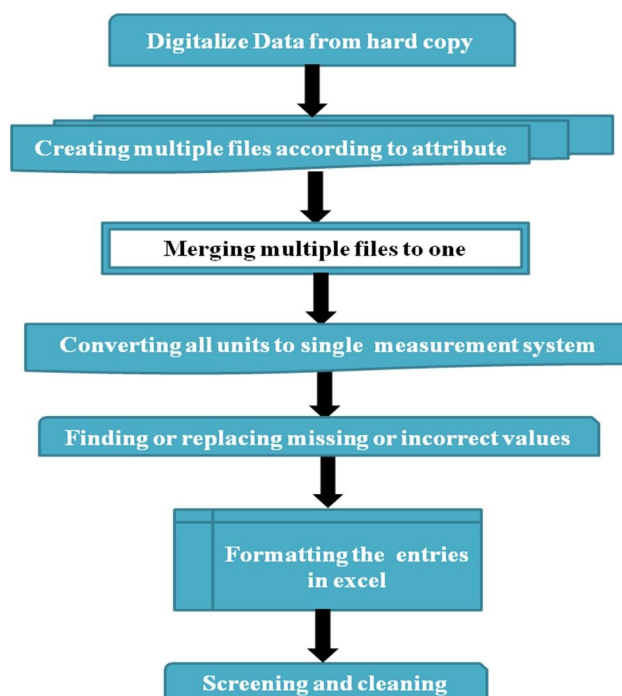 Digitalize Data from hard copy
Creating multiple files according to attribute
Merging multiple files to one
Converting all units to single measurement system
Finding or replacing missing or incorrect values
Formatting the entries
in excel
Screening and cleaning